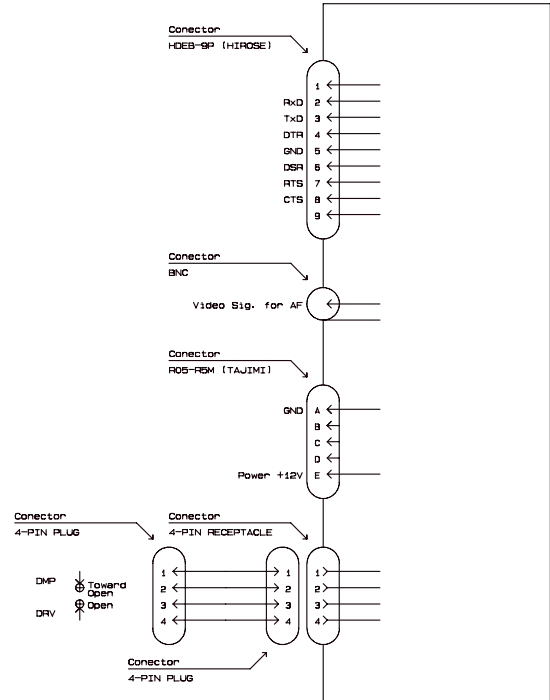 Conector
HDEB-9P (HIROSE)
1
RxD 2
TxD 3
DTR 4
GND 5
DSR 6
RTS 7
CTS 8
9
Conector
BNC
Video Sig. for AF
Conector
R05-R5M (TAJIMI)
GND A
B
C
D
Power +12V E
Conector Conector
4-PIN PLUG 4-PIN RECEPTACLE
1 1 1
DMP Toward 2 2 2
Open
Open 3 3 3
DRV 4 4 4
Conector
4-PIN PLUG